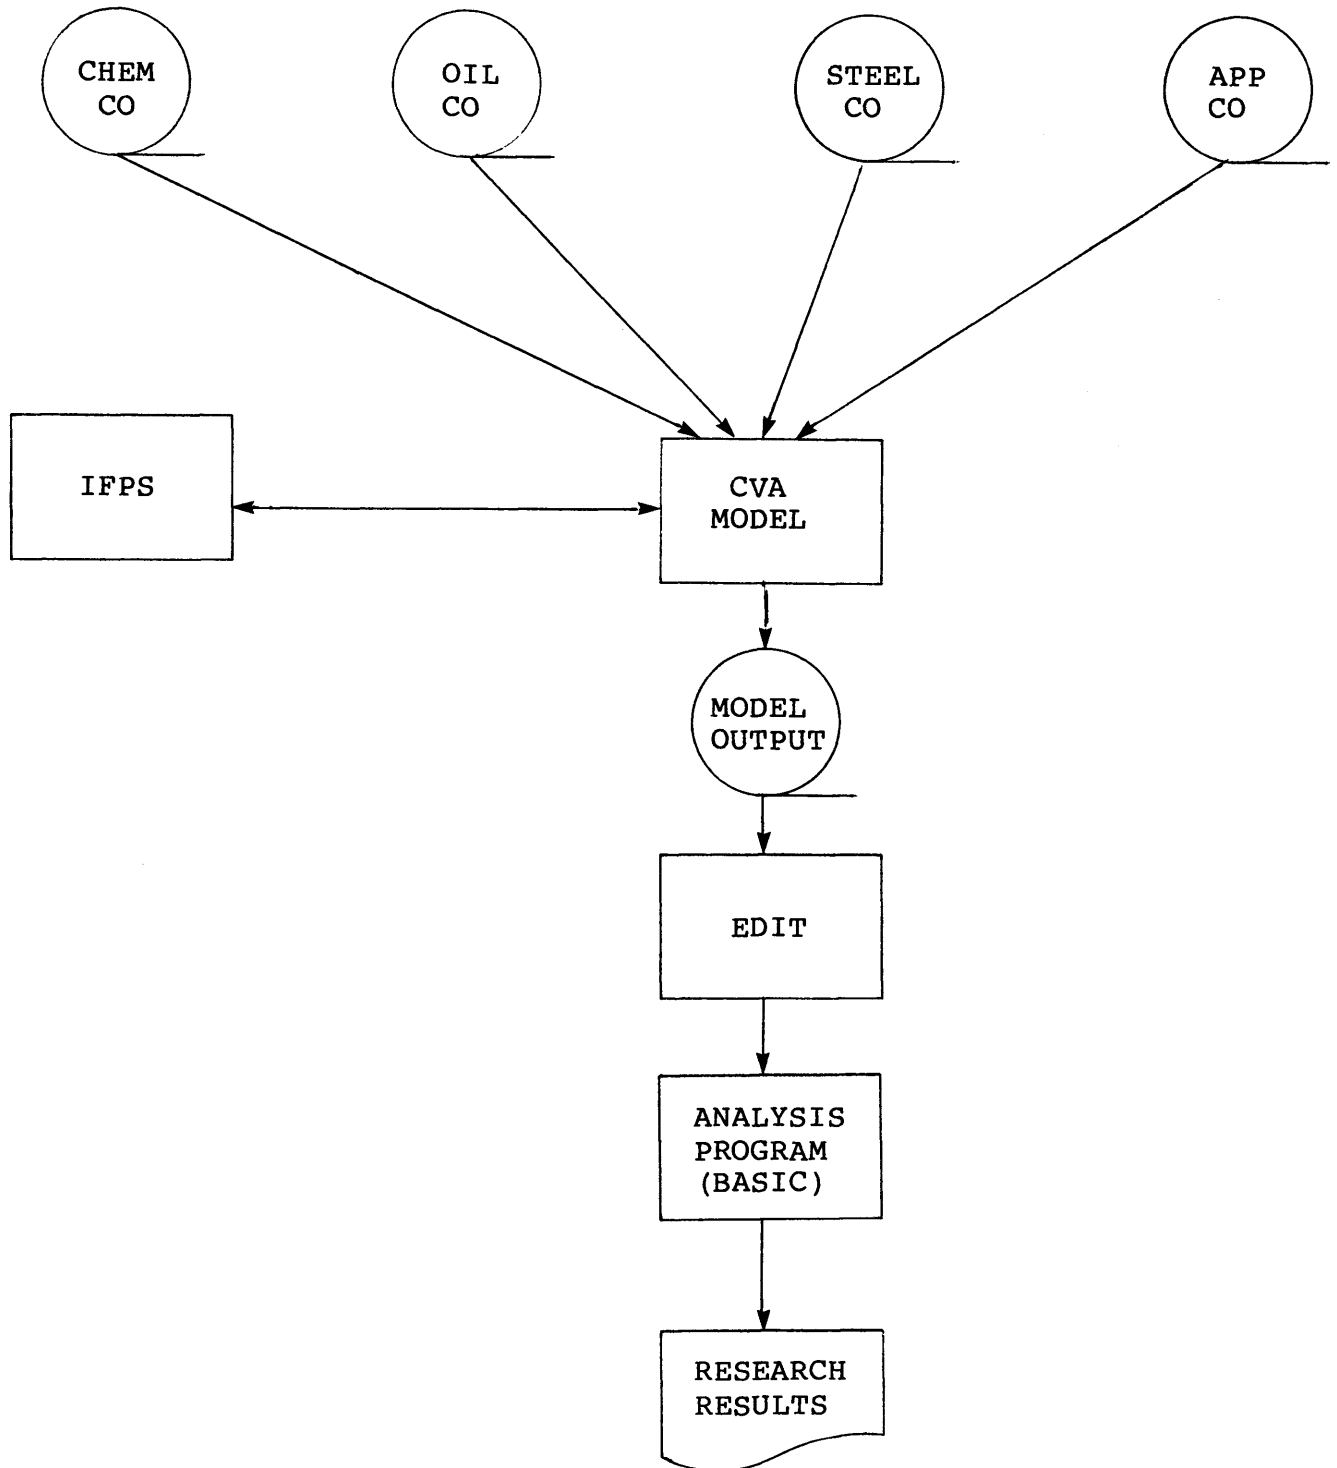 CHEM
CO
OIL
CO
STEEL
CO
APP
CO
IFPS
CVA
MODEL
MODEL
OUTPUT
EDIT
ANALYSIS
PROGRAM
(BASIC)
RESEARCH
RESULTS